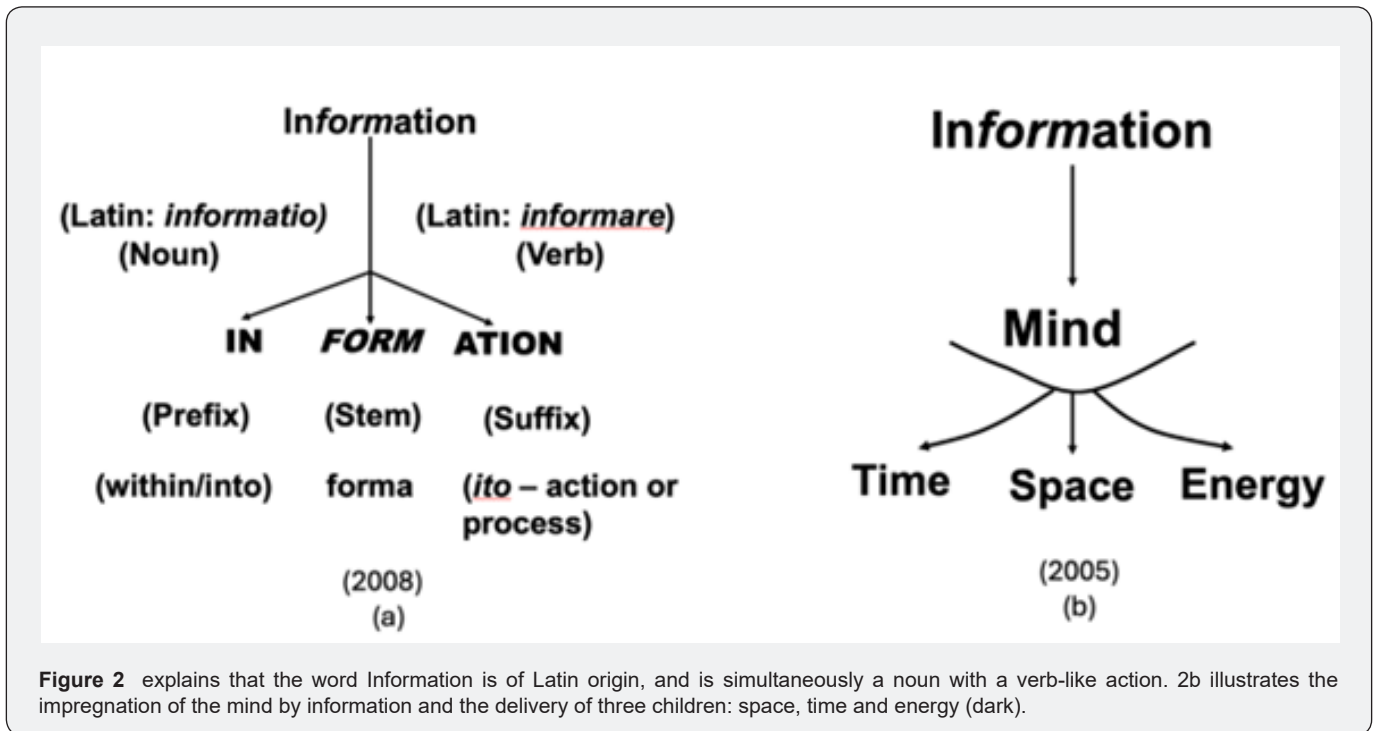 Information
(Latin: informatio) (Latin: informare)
(Noun) (Verb)
IN FORM ATION
(Prefix) (Stem) (Suffix)
(within/into) forma (ito – action or
process)
(2008)
(a)
Information
Mind
Time Space Energy
(2005)
(b)
Figure 2 explains that the word Information is of Latin origin, and is simultaneously a noun with a verb-like action. 2b illustrates the
impregnation of the mind by information and the delivery of three children: space, time and energy (dark).